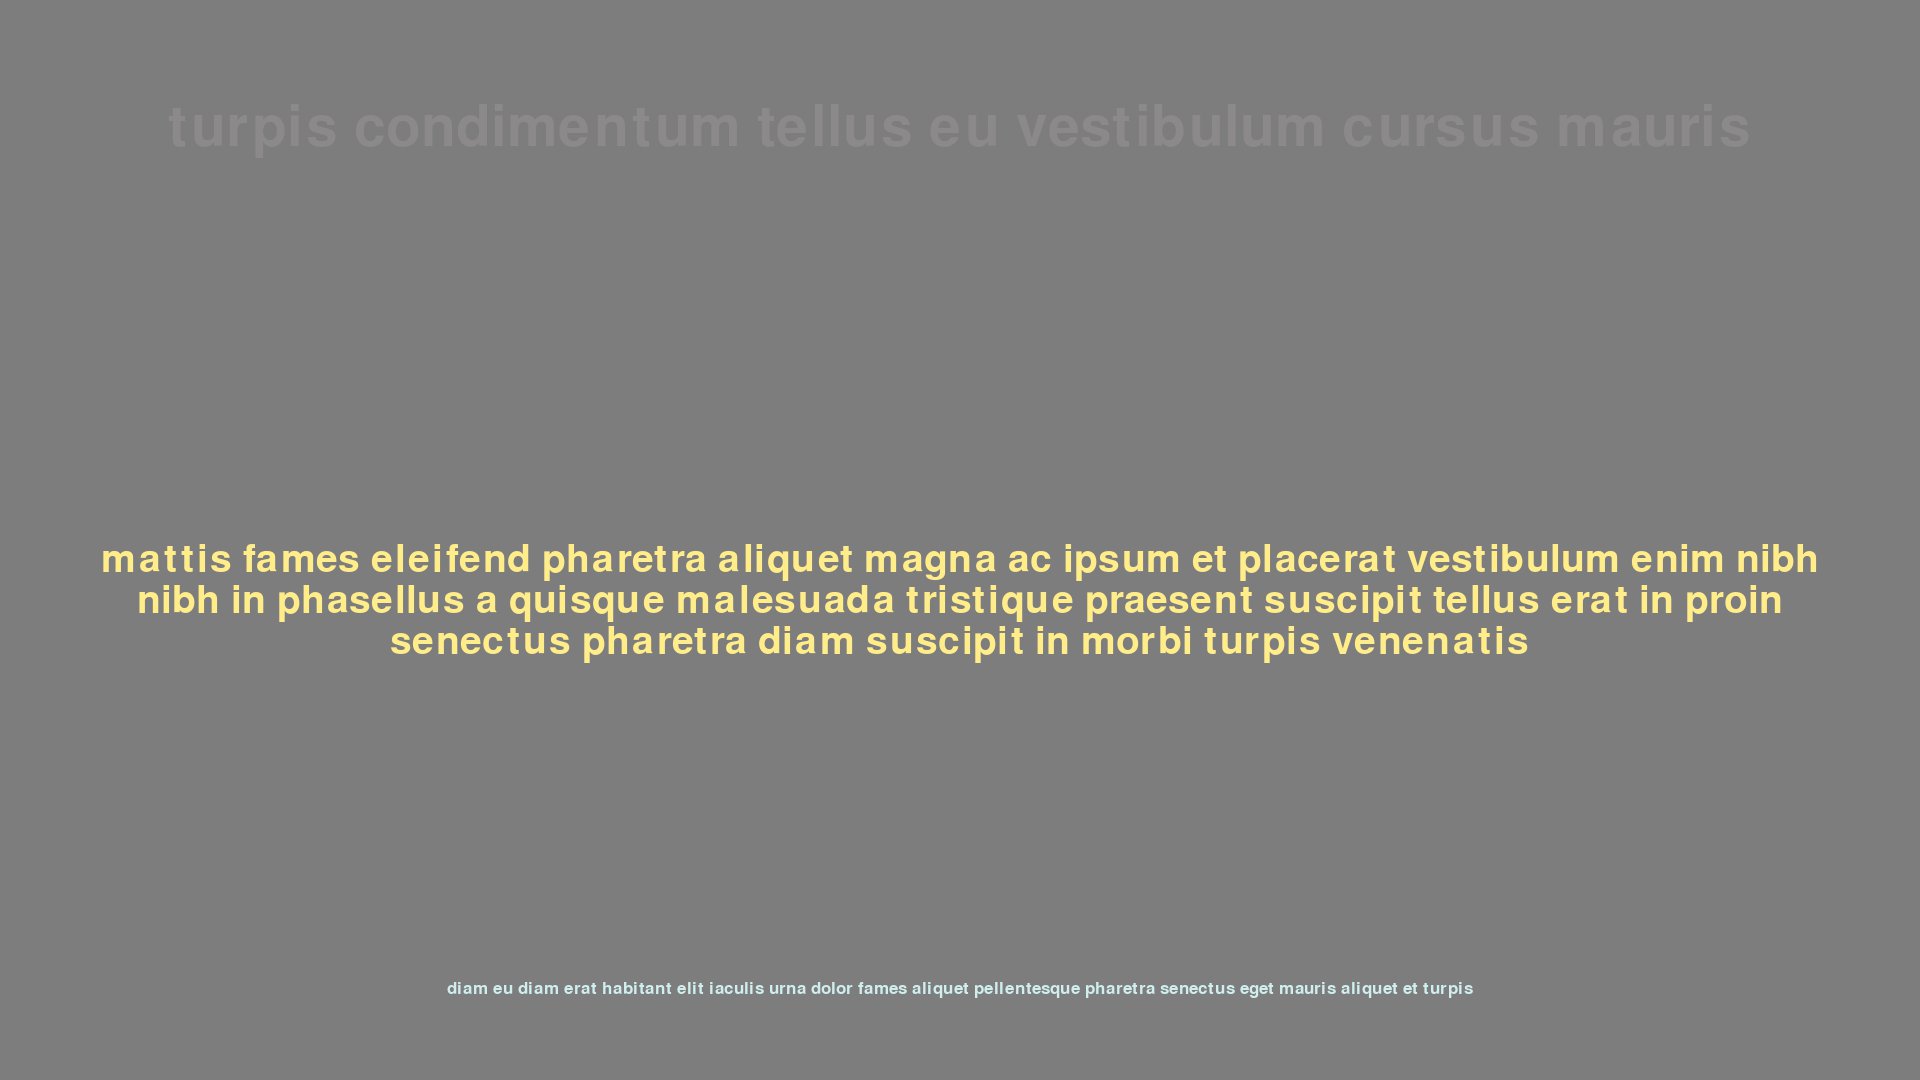 turpis condimentum tellus eu vestibulum cursus mauris
mattis fames eleifend pharetra aliquet magna ac ipsum et placerat vestibulum enim nibh
nibh in phasellus a quisque malesuada tristique praesent suscipit tellus erat in proin
senectus pharetra diam suscipit in morbi turpis venenatis
diam eu diam erat habitant elit iaculis urna dolor fames aliquet pellentesque pharetra senectus eget mauris aliquet et turpis